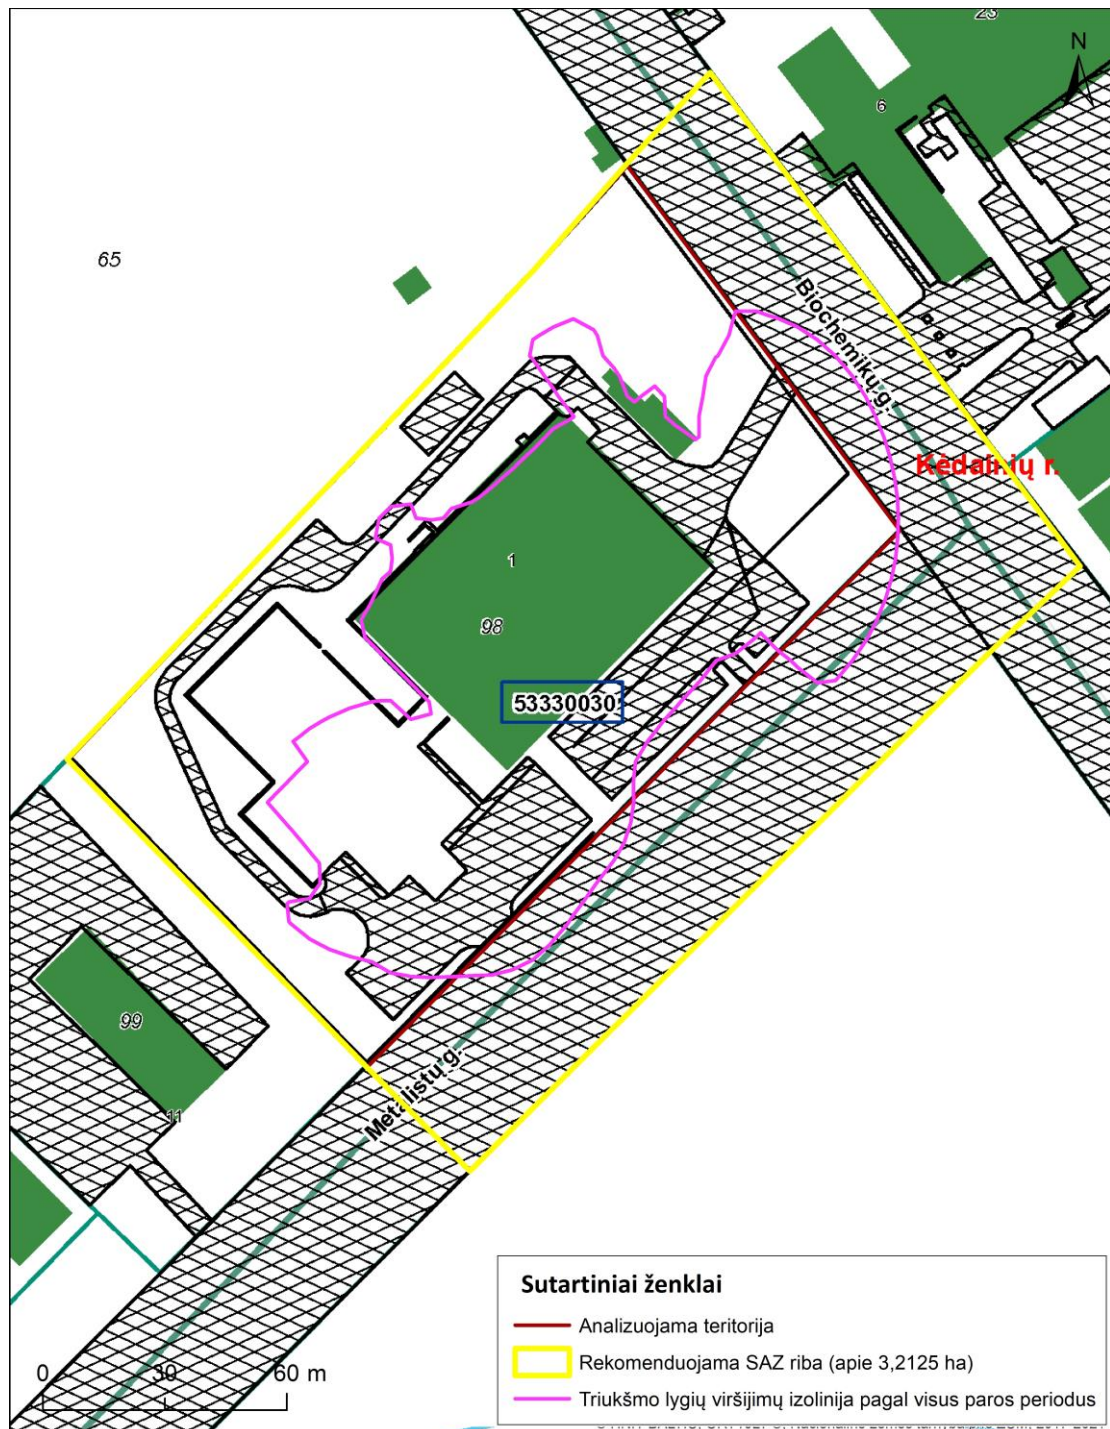 23
N
6
65
Biochemikų g.
Kėdainių r.
1
98
53330030
99
11
Metalistų g.
Sutartiniai ženklai
Analizuojama teritorija
Rekomenduojama SAZ riba (apie 3,2125 ha)
Triukšmo lygių viršijimų izolinija pagal visus paros periodus
0 30 60 m